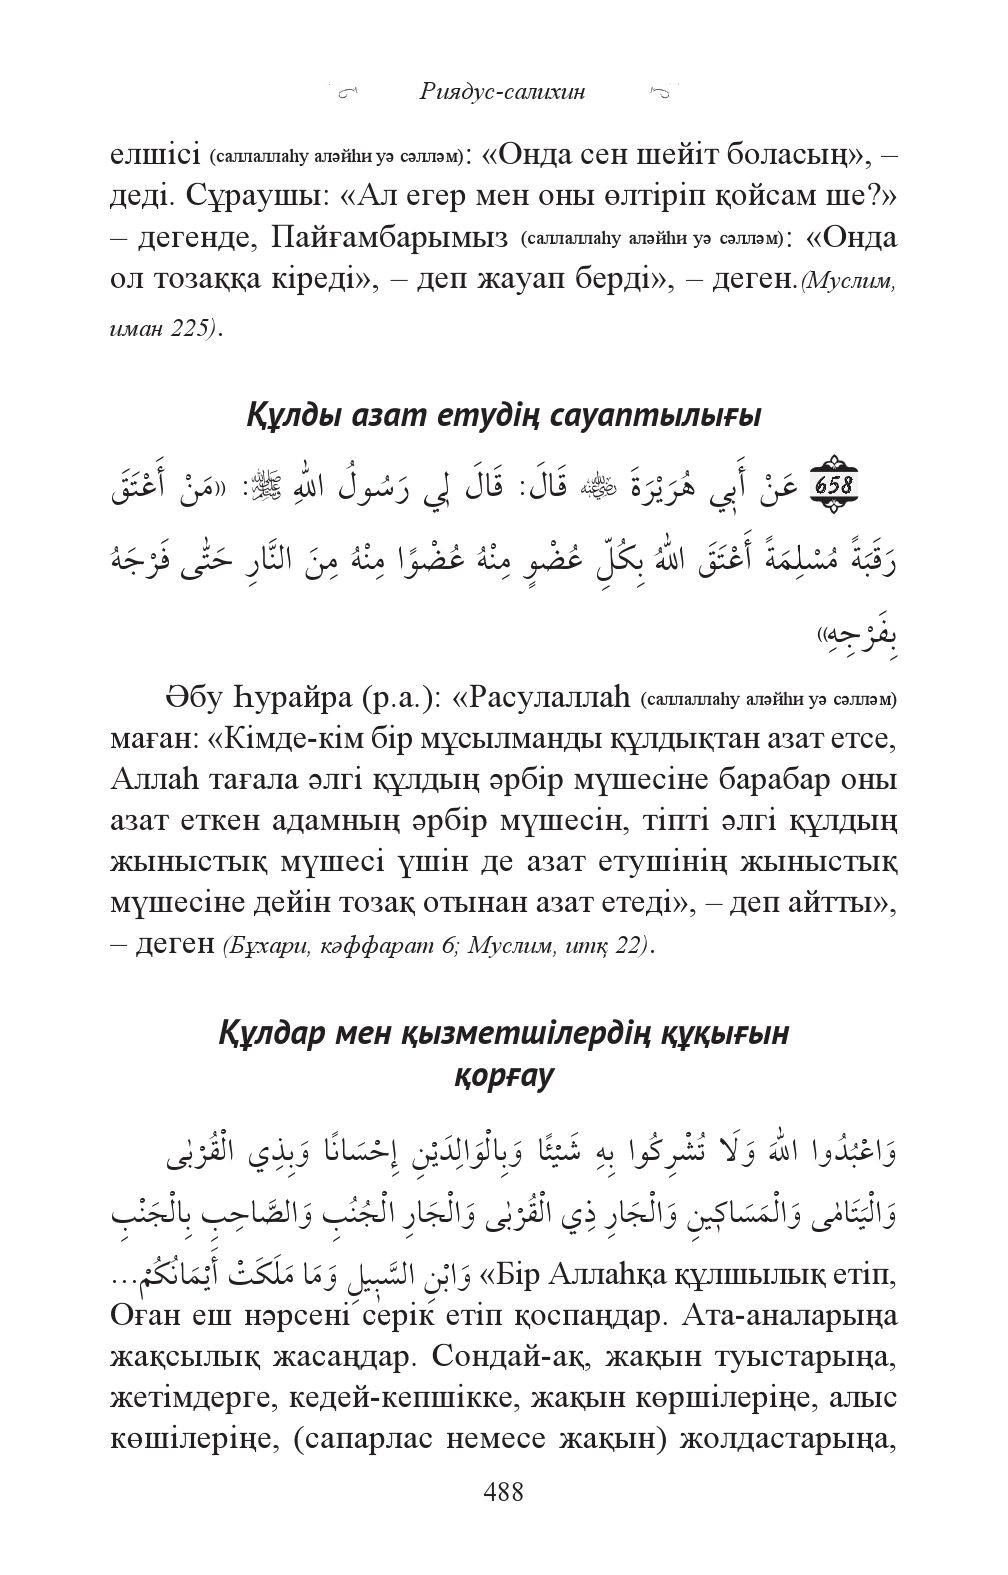 Риядус-салихин
елшісі (саллаллаһу аләйһи уә сәлләм): «Онда сен шейіт боласың», –
деді. Сұраушы: «Ал егер мен оны өлтіріп қойсам ше?»
– дегенде, Пайғамбарымыз (саллаллаһу аләйһи уә сәлләм): «Онда
ол тозаққа кіреді», – деп жауап берді», – деген.(Муслим,
иман 225).
Құлды азат етудің сауаптылығы
658 عَنْ أَبِي هُرَيْرَةَ ﷺ قَالَ: قَالَ لِي رَسُولُ اللهِ ﷺ: «مَنْ أَعْتَقَ
رَقَبَةً مُسْلِمَةً أَعْتَقَ اللهُ بِكُلِّ عُضْوٍ مِنْهُ عُضْوًا مِنْهُ مِنَ النَّارِ حَتَّى فَرْجَهُ
بِفَرْجِهِ»
Әбу Һурайра (р.а.): «Расулаллаһ (саллаллаһу аләйһи уә сәлләм)
маған: «Кімде-кім бір мұсылманды құлдықтан азат етсе,
Аллаһ тағала әлгі құлдың әрбір мүшесіне барабар оны
азат еткен адамның әрбір мүшесін, тіпті әлгі құлдың
жыныстық мүшесі үшін де азат етушінің жыныстық
мүшесіне дейін тозақ отынан азат етеді», – деп айтты»,
– деген (Бұхари, кәффарат 6; Муслим, итқ 22).
Құлдар мен қызметшілердің құқығын
қорғау
وَاعْبُدُوا اللهَ وَلَا تُشْرِكُوا بِهِ شَيْئًا وَبِالْوَالِدَيْنِ إِحْسَانًا وَبِذِي الْقُرْبٰى
وَالْيَتَامٰى وَالْمَسَاكِينِ وَالْجَارِ ذِي الْقُرْبٰى وَالْجَارِ الْجُنُبِ وَالصَّاحِبِ بِالْجَنْبِ
وَابْنِ السَّبِيلِ وَمَا مَلَكَتْ أَيْمَانُكُمْ... «Бір Аллаһқа құлшылық етіп,
Оған еш нәрсені серік етіп қоспаңдар. Ата-аналарыңа
жақсылық жасаңдар. Сондай-ақ, жақын туыстарыңа,
жетімдерге, кедей-кепшікке, жақын көршілеріңе, алыс
көшілеріңе, (сапарлас немесе жақын) жолдастарыңа,
488